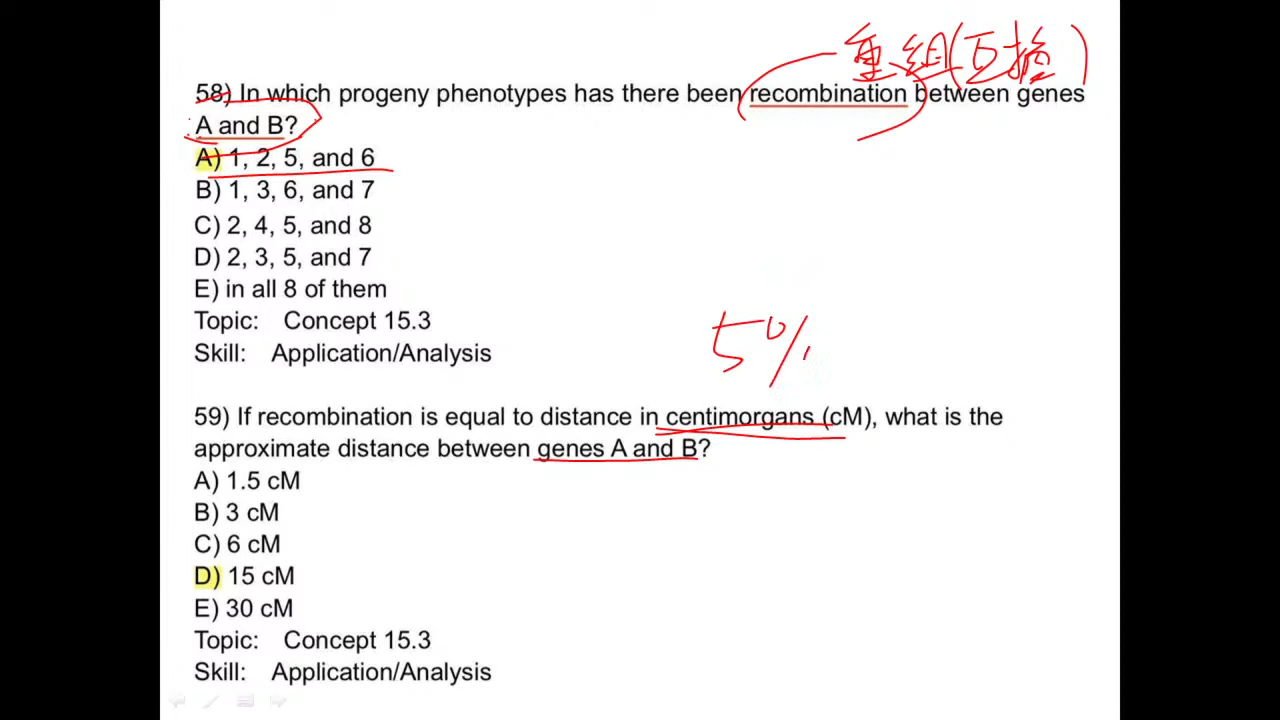 重组(互換)
58) In which progeny phenotypes has there been recombination between genes
A and B?
A) 1, 2, 5, and 6
B) 1, 3, 6, and 7
C) 2, 4, 5, and 8
D) 2, 3, 5, and 7
E) in all 8 of them
Topic: Concept 15.3
Skill: Application/Analysis
5%
59) If recombination is equal to distance in centimorgans (cM), what is the
approximate distance between genes A and B?
A) 1.5 cM
B) 3 cM
C) 6 cM
D) 15 cM
E) 30 cM
Topic: Concept 15.3
Skill: Application/Analysis